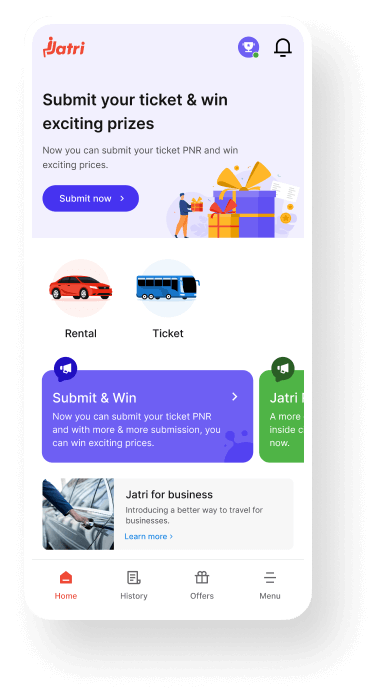 Jatri
Submit your ticket & win
exciting prizes
Now you can submit your ticket PNR and win
exciting prices.
Submit now
Rental
Ticket
Submit & Win
Now you can submit your ticket PNR
and with more & more submission, you
can win exciting prices.
Jatri
A more
inside c
now.
Jatri for business
Introducing a better way to travel for
businesses.
Learn more
Home
History
Offers
Menu